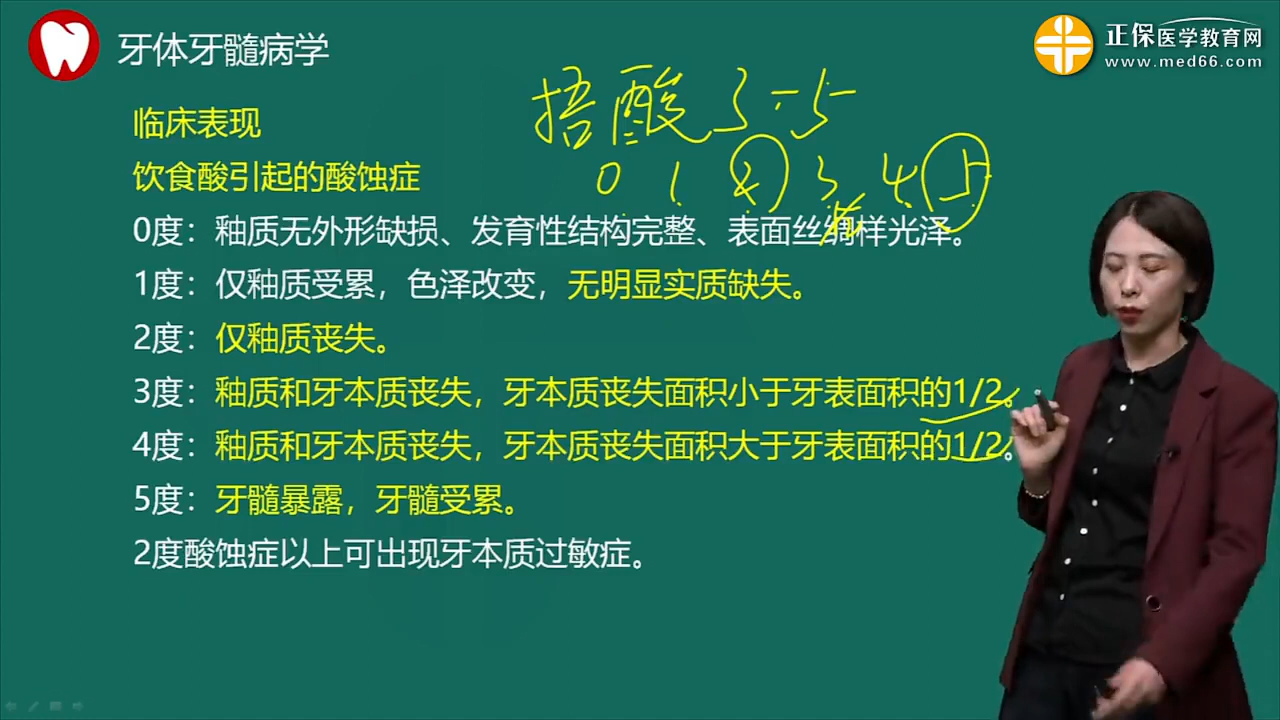 牙体牙髓病学
正保医学教育网
www.med66.com
捂酸 3-5-
0 1 2 3 4 5
临床表现
饮食酸引起的酸蚀症
0度：釉质无外形缺损、发育性结构完整、表面丝绸样光泽。
1度：仅釉质受累，色泽改变，无明显实质缺失。
2度：仅釉质丧失。
3度：釉质和牙本质丧失，牙本质丧失面积小于牙表面积的1/2。
4度：釉质和牙本质丧失，牙本质丧失面积大于牙表面积的1/2。
5度：牙髓暴露，牙髓受累。
2度酸蚀症以上可出现牙本质过敏症。